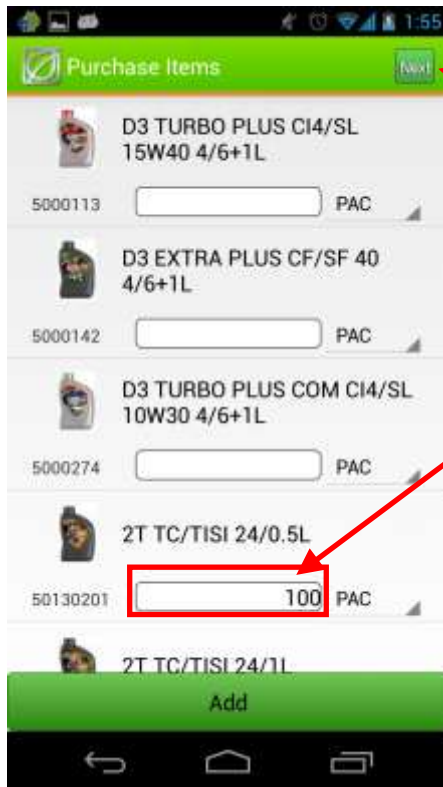 1:55
Purchase Items
Next
D3 TURBO PLUS CI4/SL
15W40 4/6+1L
5000113 PAC
D3 EXTRA PLUS CF/SF 40
4/6+1L
5000142 PAC
D3 TURBO PLUS COM CI4/SL
10W30 4/6+1L
5000274 PAC
2T TC/TISI 24/0.5L
50130201 100 PAC
2T TC/TISI 24/1L
Add